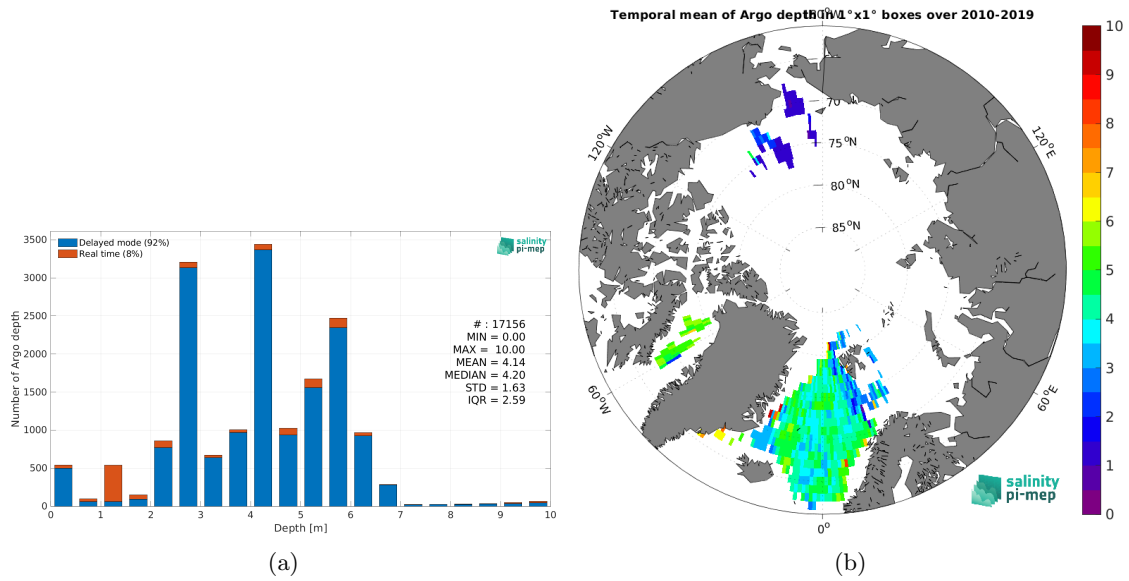 Delayed mode (92%)
Real time (8%)
salinity
pi-mep
# : 17156
MIN = 0.00
MAX = 10.00
MEAN = 4.14
MEDIAN = 4.20
STD = 1.63
IQR = 2.59
Number of Argo depth
3500
3000
2500
2000
1500
1000
500
0
0 1 2 3 4 5 6 7 8 9 10
Depth [m]
(a)
Temporal mean of Argo depth in 1°x1° boxes over 2010-2019
180°W
120°W
120°E
70
75°N
80°N
85°N
60°W
60°E
0°
salinity
pi-mep
10
9
8
7
6
5
4
3
2
1
0
(b)